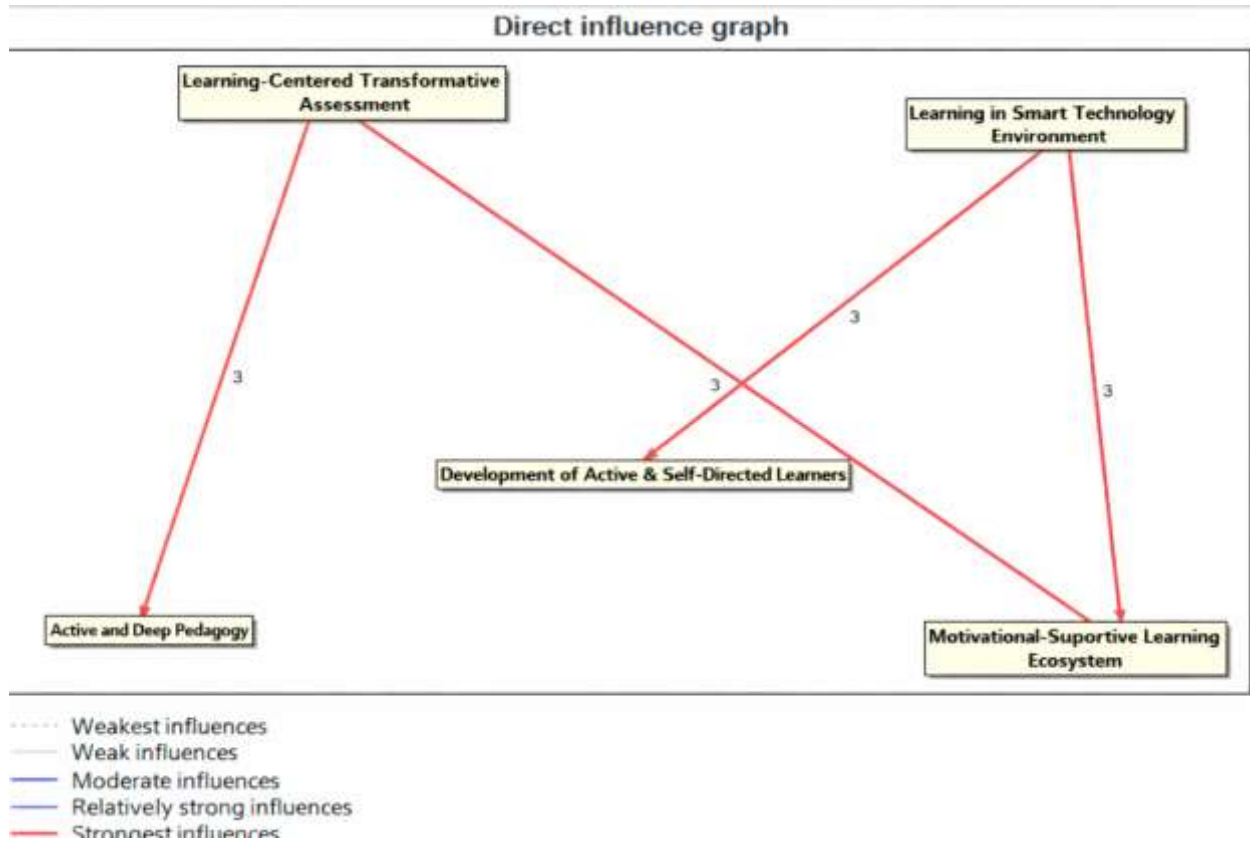 Direct influence graph
Learning-Centered Transformative
Assessment
Learning in Smart Technology
Environment
3
3
3
3
Development of Active & Self-Directed Learners
Active and Deep Pedagogy
Motivational-Suportive Learning
Ecosystem
Weakest influences
Weak influences
Moderate influences
Relatively strong influences
Strongest influences